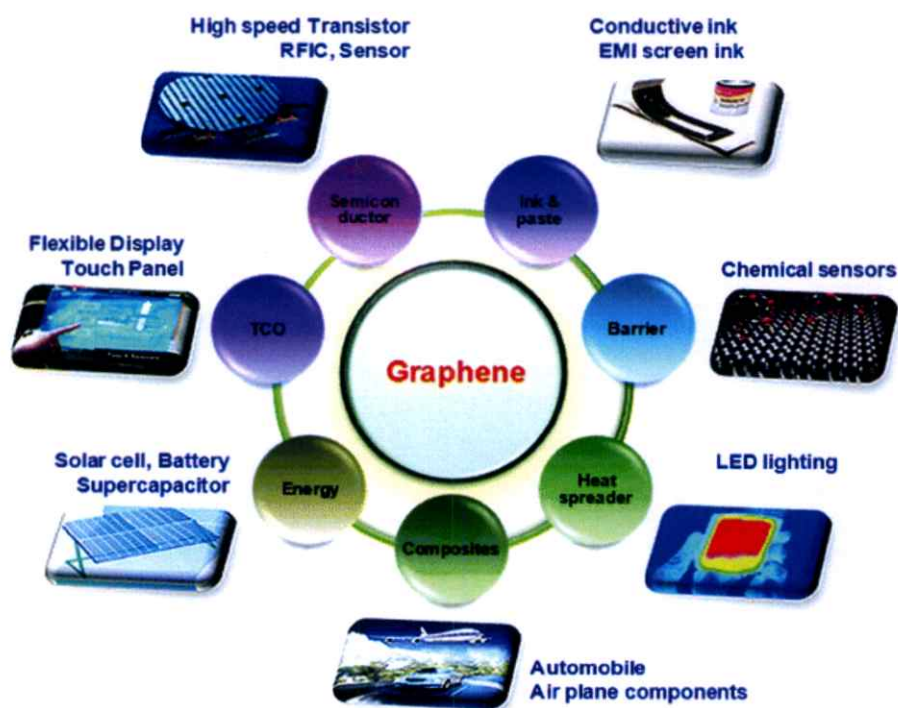 High speed Transistor
RFIC, Sensor
Conductive ink
EMI screen ink
Semicon
ductor
Ink &
paste
Flexible Display
Touch Panel
TCO
Barrier
Chemical sensors
Graphene
Solar cell, Battery
Supercapacitor
Energy
Heat
spreader
LED lighting
Composites
Automobile
Air plane components